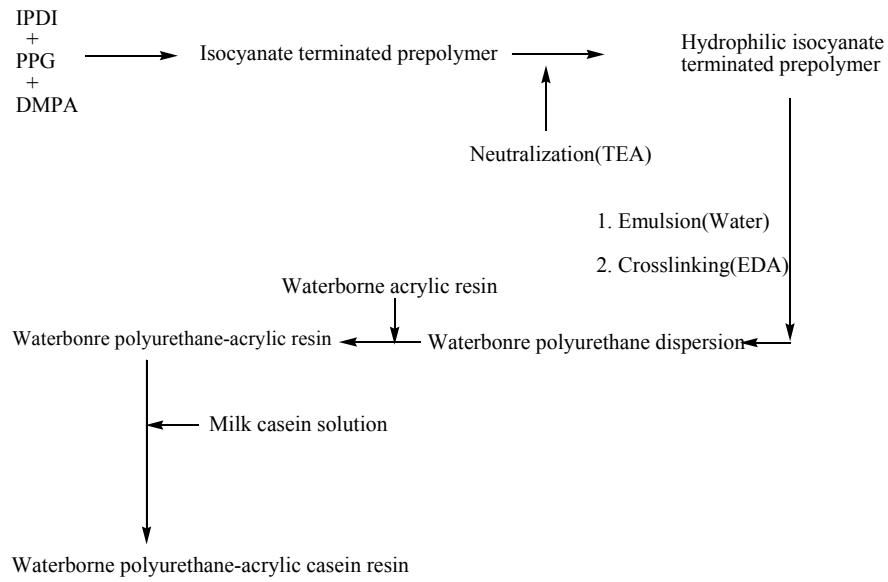 IPDI
+
PPG
+
DMPA
Isocyanate terminated prepolymer
Hydrophilic isocyanate
terminated prepolymer
Neutralization(TEA)
1. Emulsion(Water)
2. Crosslinking(EDA)
Waterborne acrylic resin
Waterbonre polyurethane-acrylic resin
Waterbonre polyurethane dispersion
Milk casein solution
Waterborne polyurethane-acrylic casein resin